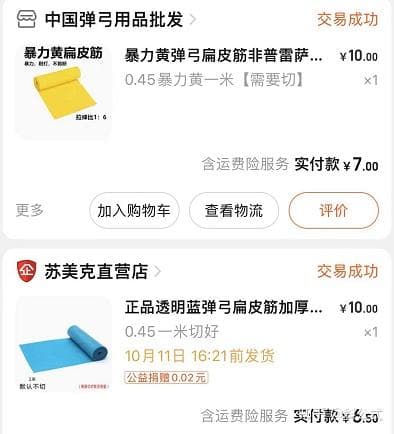 中国弹弓用品批发
交易成功
暴力黄扁皮筋
暴力、耐打、不跑断
拉掉比1：6
暴力黄弹弓扁皮筋非普雷萨...
¥10.00
0.45暴力黄一米【需要切】
×1
含运费险服务 实付款 ¥7.00
更多
加入购物车
查看物流
评价
企
苏美克直营店
交易成功
正品透明蓝弹弓扁皮筋加厚...
¥10.00
0.45一米切好
×1
10月11日 16:21前发货
公益捐赠0.02元
1米
默认不切
含运费险服务 实付款 ¥6.50